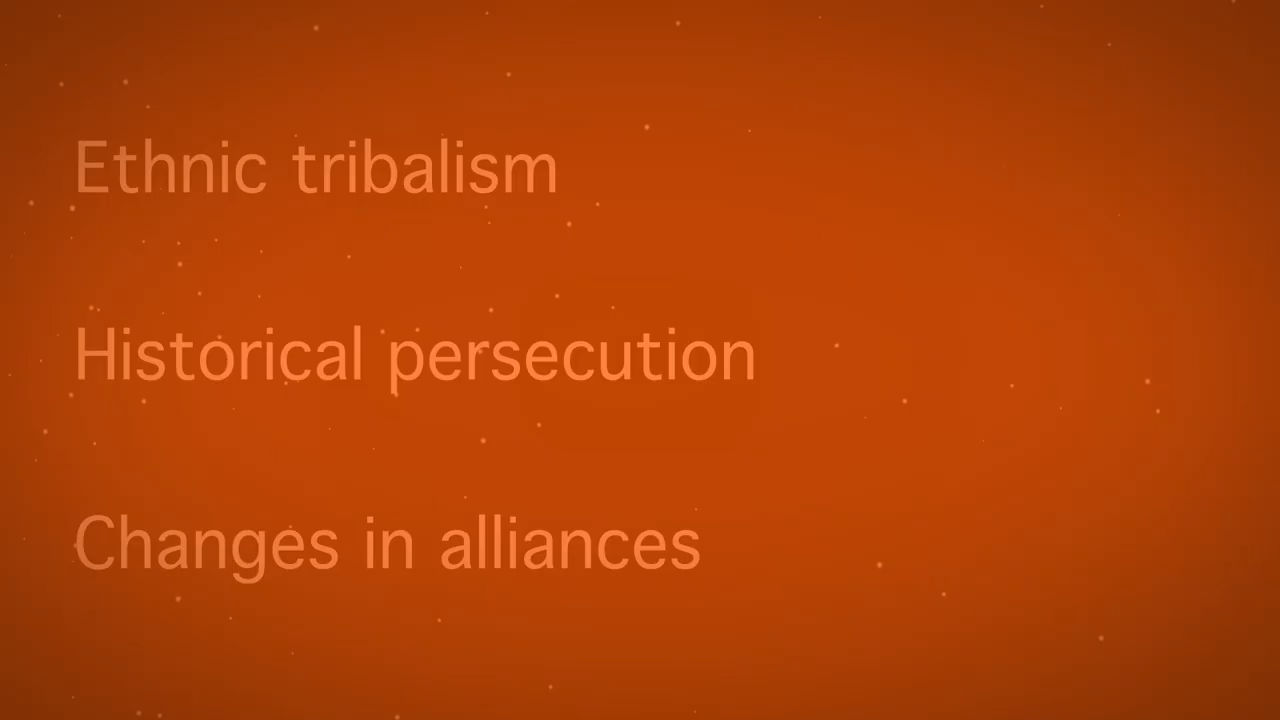 Ethnic tribalism
Historical persecution
Changes in alliances